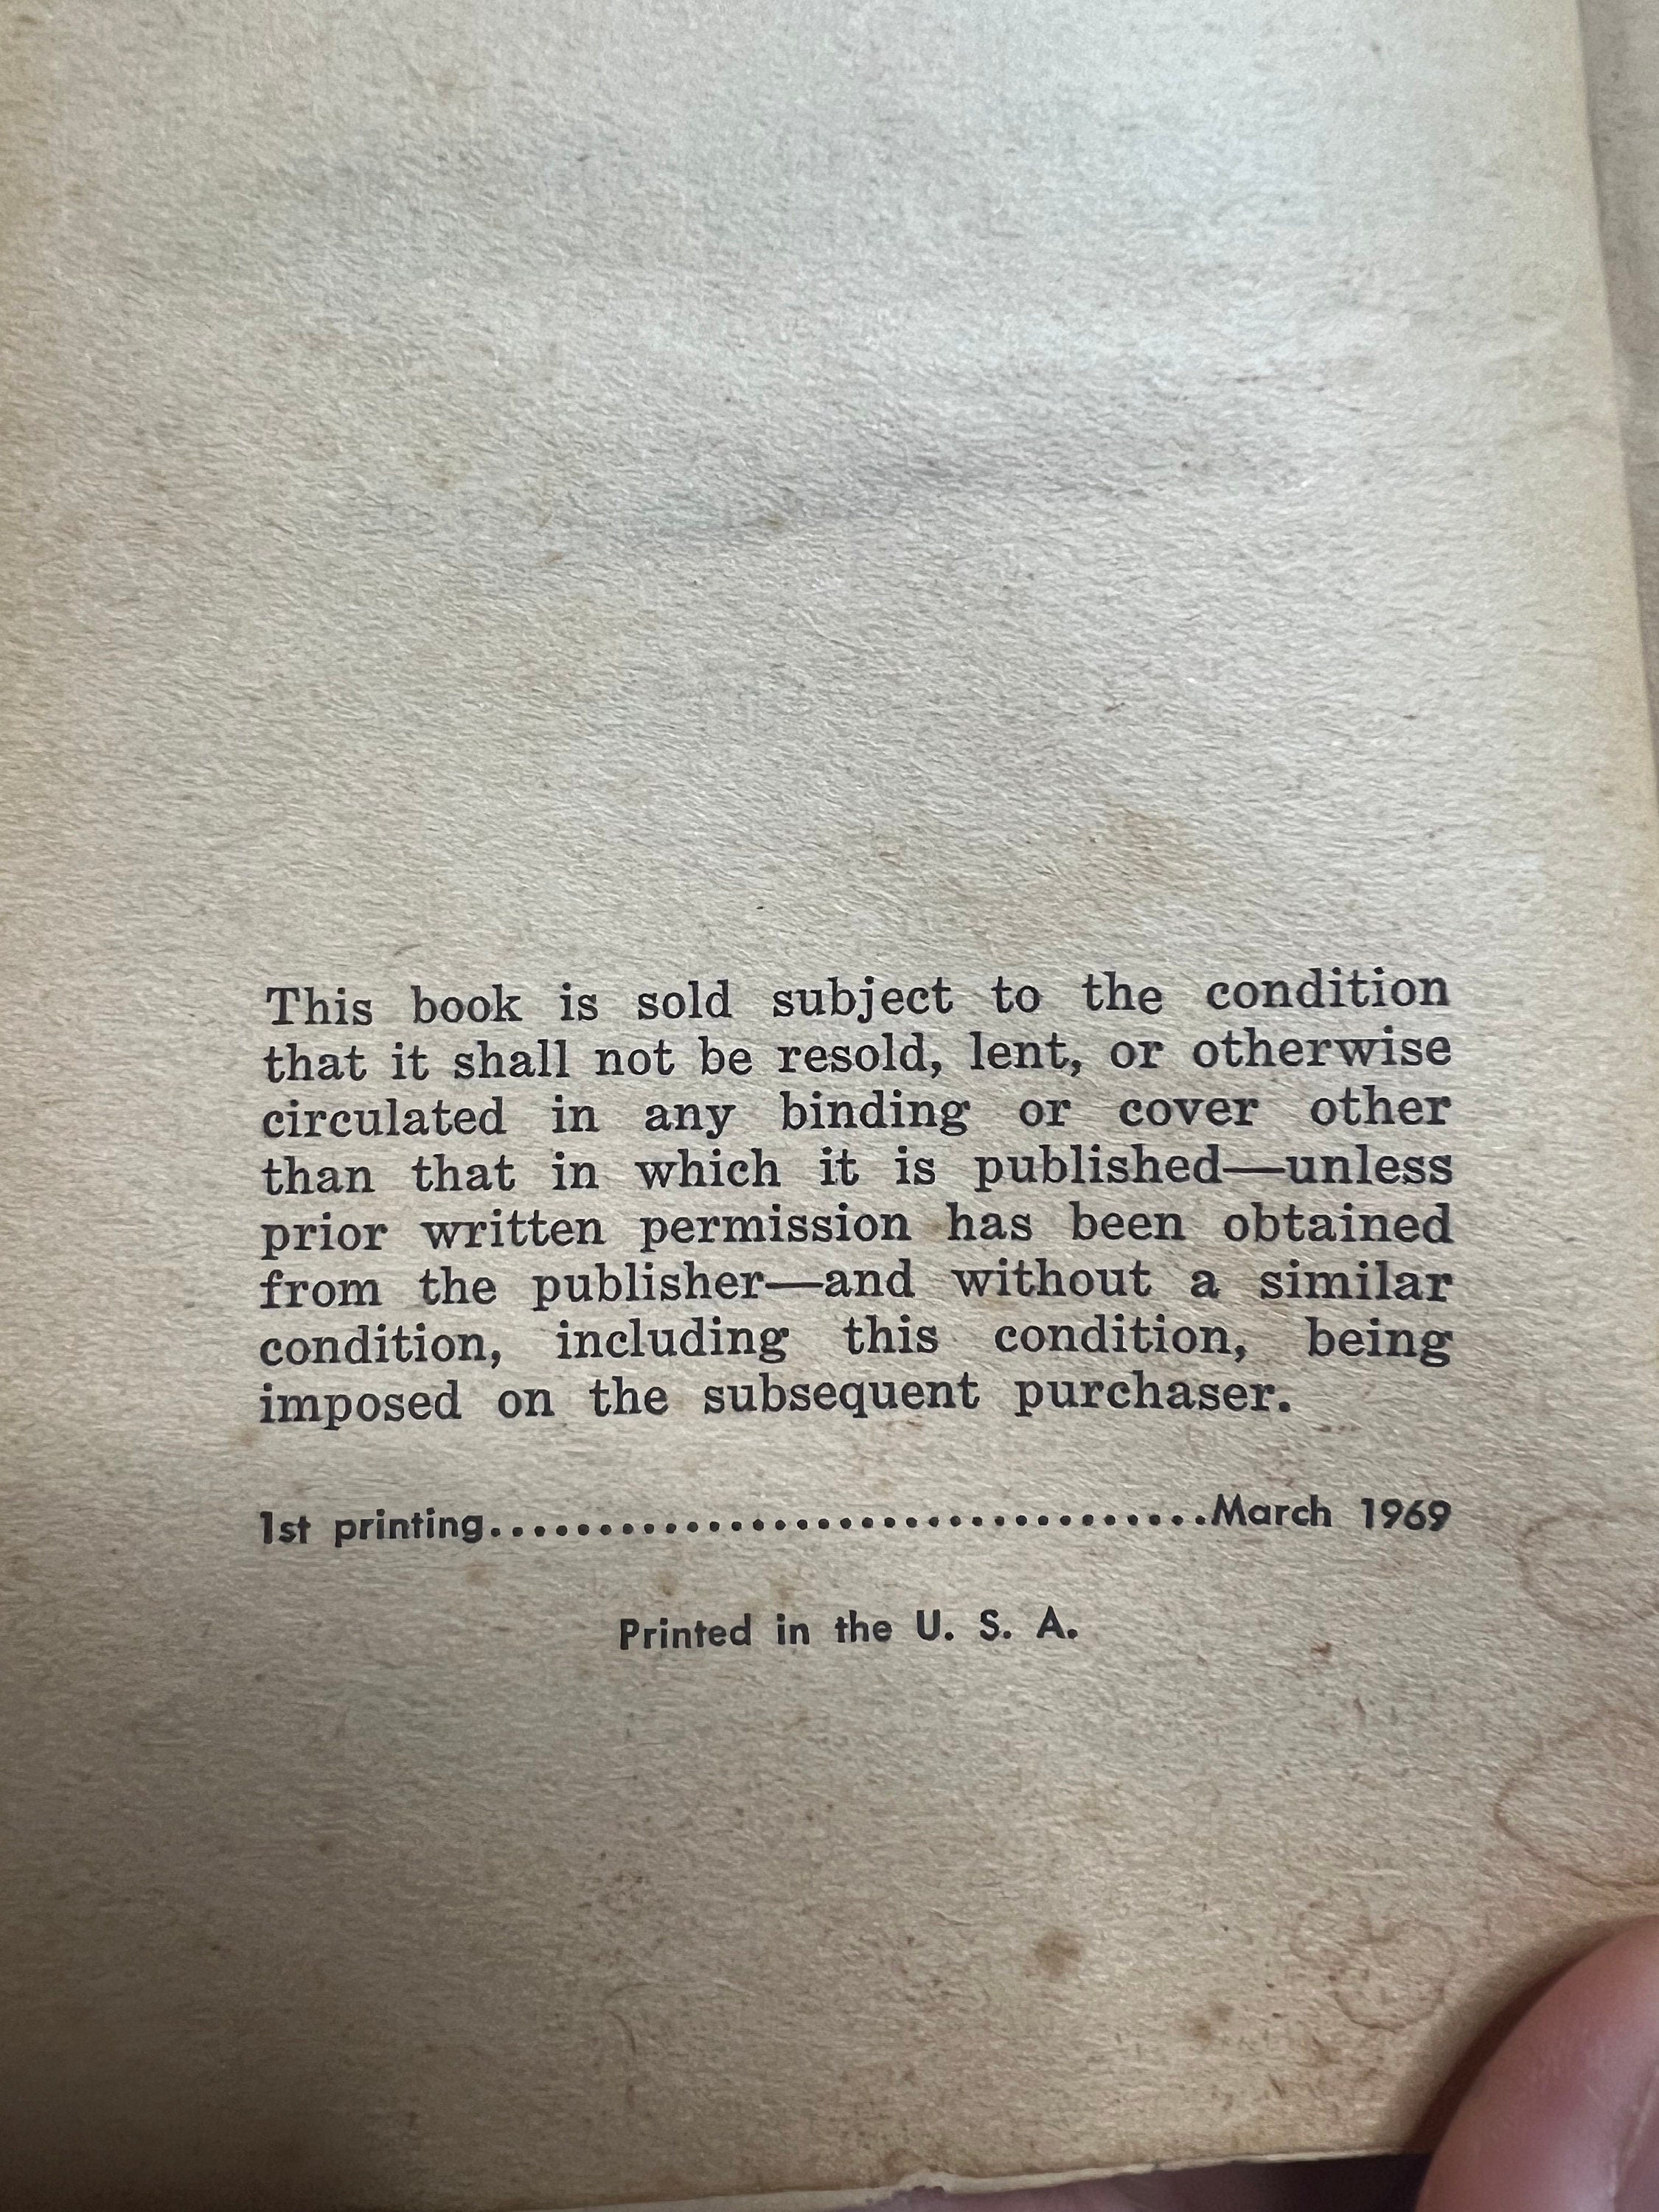 This book is sold subject to the condition
that it shall not be resold, lent, or otherwise
circulated in any binding or cover other
than that in which it is published—unless
prior written permission has been obtained
from the publisher—and without a similar
condition, including this condition, being
imposed on the subsequent purchaser.
1st printing.................................March 1969
Printed in the U. S. A.